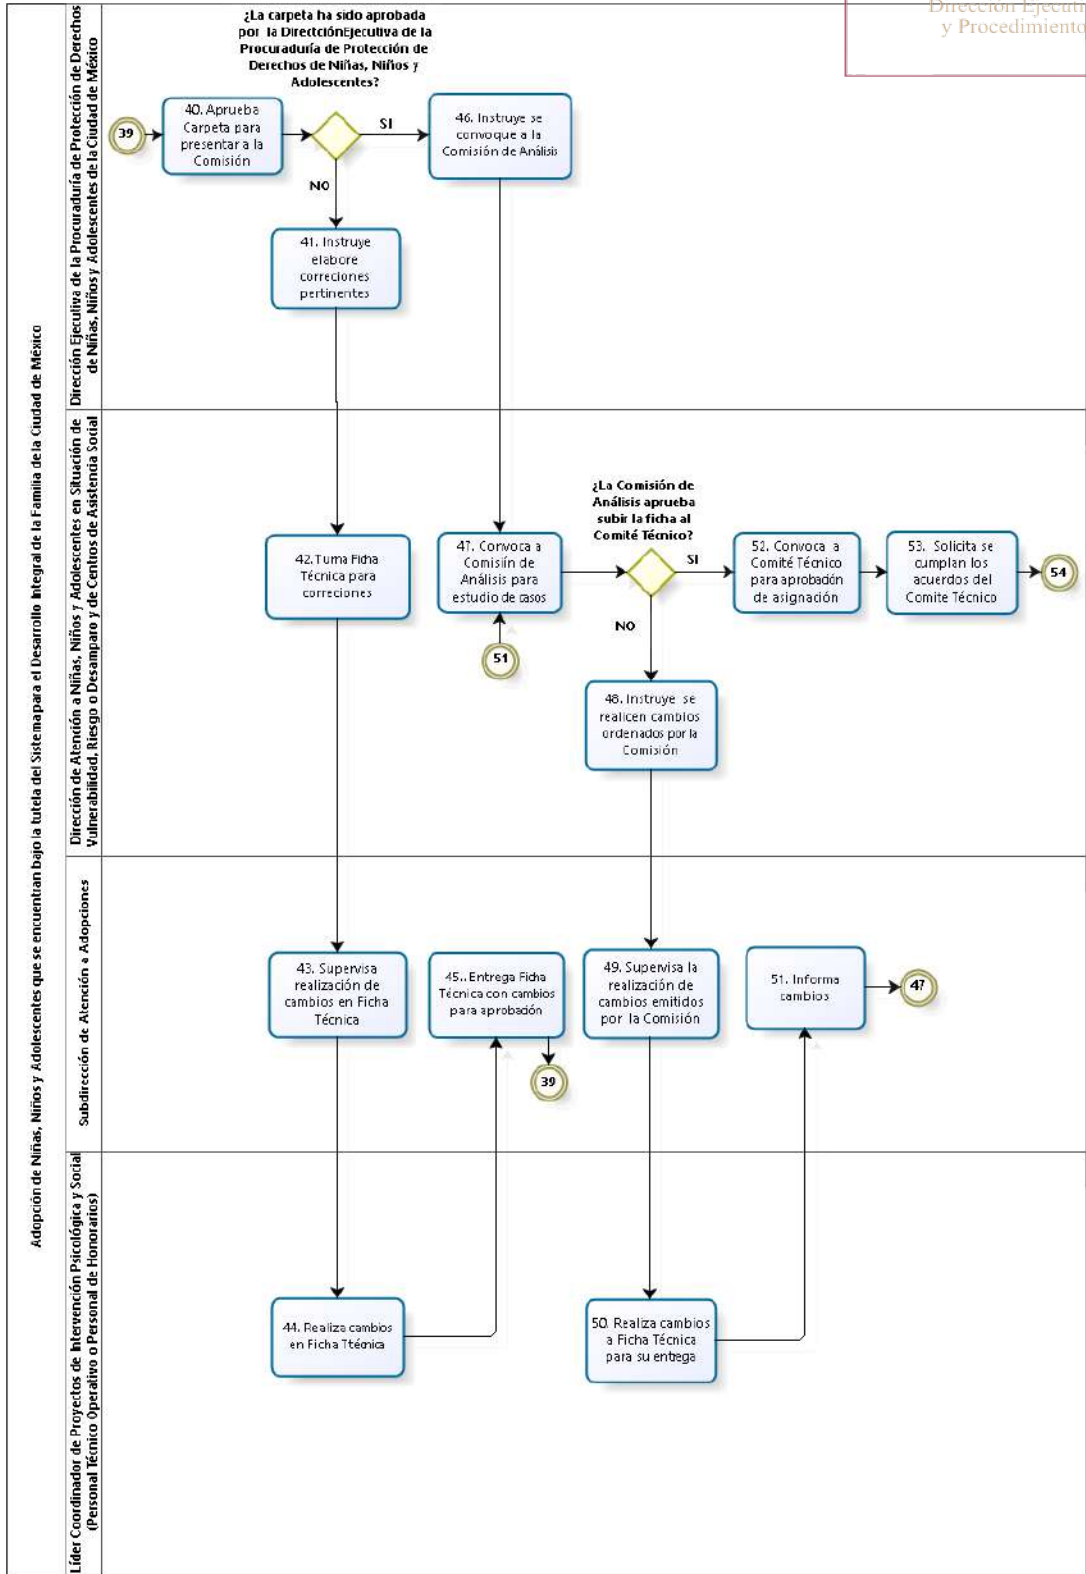 Dirección Ejecuti
y Procedimiento
Adopción de Niñas, Niños y Adolescentes que se encuentran bajo la tutela del Sistema para el Desarrollo Integral de la Familia de la Ciudad de México
Dirección Ejecutiva de la Procuraduría de Protección de Derechos
de Niñas, Niños y Adolescentes de la Ciudad de México
¿La carpeta ha sido aprobada
por la DiretciónEjecutiva de la
Procuraduría de Protección de
Derechos de Niñas, Niños y
Adolescentes?
39
40. Aprueba
Carpeta para
presentar a la
Comisión
SI
46. Instruye se
convoque a la
Comisión de Análisis
NO
41. Instruye
elabore
correciones
pertinentes
Dirección de Atención a Niñas, Niños y Adolescentes en Situación de
Vulnerabilidad, Riesgo o Desamparo y de Centros de Asistencia Social
¿La Comisión de
Análisis aprueba
subir la ficha al
Comité Técnico?
42. Turna Ficha
Técnica para
correciones
47. Convoca a
Comisiín de
Análisis para
estudio de casos
SI
52. Convoca a
Comité Técnico
para aprobación
de asignación
53. Solicita se
cumplan los
acuerdos del
Comite Técnico
54
51
NO
48. Instruye se
realicen cambios
ordenados por la
Comisión
Subdirección de Atención a Adopciones
43. Supervisa
realización de
cambios en Ficha
Técnica
45.. Entrega Ficha
Técnica con cambios
para aprobación
39
49. Supervisa la
realización de
cambios emitidos
por la Comisión
51. Informa
cambios
47
Líder Coordinador de Proyectos de Intervención Psicológica y Social
(Personal Técnico Operativo o Personal de Honorarios)
44. Realiza cambios
en Ficha Ttécnica
50. Realiza cambios
a Ficha Técnica
para su entrega